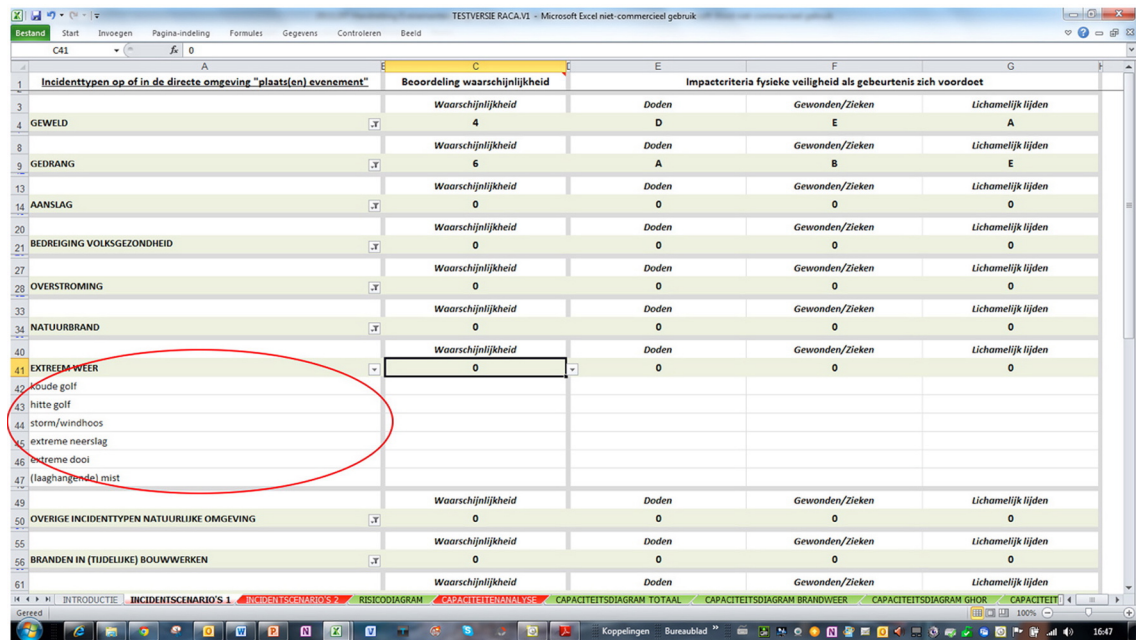 TESTVERSIE RACA.V1 - Microsoft Excel niet-commercieel gebruik
Bestand Start Invoegen Pagina-indeling Formules Gegevens Controleren Beeld
C41 fx 0
A E C D E F G H
1 Incidenttypen op of in de directe omgeving "plaats(en) evenement" Beoordeling waarschijnlijkheid Impactcriteria fysieke veiligheid als gebeurtenis zich voordoet
3 Waarschijnlijkheid Doden Gewonden/Zieken Lichamelijk lijden
4 GEWELD 4 D E A
8 Waarschijnlijkheid Doden Gewonden/Zieken Lichamelijk lijden
9 GEDRANG 6 A B E
13 Waarschijnlijkheid Doden Gewonden/Zieken Lichamelijk lijden
14 AANSLAG 0 0 0 0
20 Waarschijnlijkheid Doden Gewonden/Zieken Lichamelijk lijden
21 BEDREIGING VOLKSGEZONDHEID 0 0 0 0
27 Waarschijnlijkheid Doden Gewonden/Zieken Lichamelijk lijden
28 OVERSTROMING 0 0 0 0
33 Waarschijnlijkheid Doden Gewonden/Zieken Lichamelijk lijden
34 NATUURBRAND 0 0 0 0
40 Waarschijnlijkheid Doden Gewonden/Zieken Lichamelijk lijden
41 EXTREEM WEER 0 0 0 0
42 koude golf
43 hitte golf
44 storm/windhoos
45 extreme neerslag
46 extreme dooi
47 (laaghangende) mist
49 Waarschijnlijkheid Doden Gewonden/Zieken Lichamelijk lijden
50 OVERIGE INCIDENTTYPEN NATUURLIJKE OMGEVING 0 0 0 0
55 Waarschijnlijkheid Doden Gewonden/Zieken Lichamelijk lijden
56 BRANDEN IN (TIJDELIJKE) BOUWWERKEN 0 0 0 0
61 Waarschijnlijkheid Doden Gewonden/Zieken Lichamelijk lijden
INTRODUCTIE INCIDENTSCENARIO'S 1 INCIDENTSCENARIO'S 2 RISICODIAGRAM CAPACITEITENANALYSE CAPACITEITSDIAGRAM TOTAAL CAPACITEITSDIAGRAM BRANDWEER CAPACITEITSDIAGRAM GHOR CAPACITEIT
Gereed 100%
Koppelingen Bureaublad 16:47